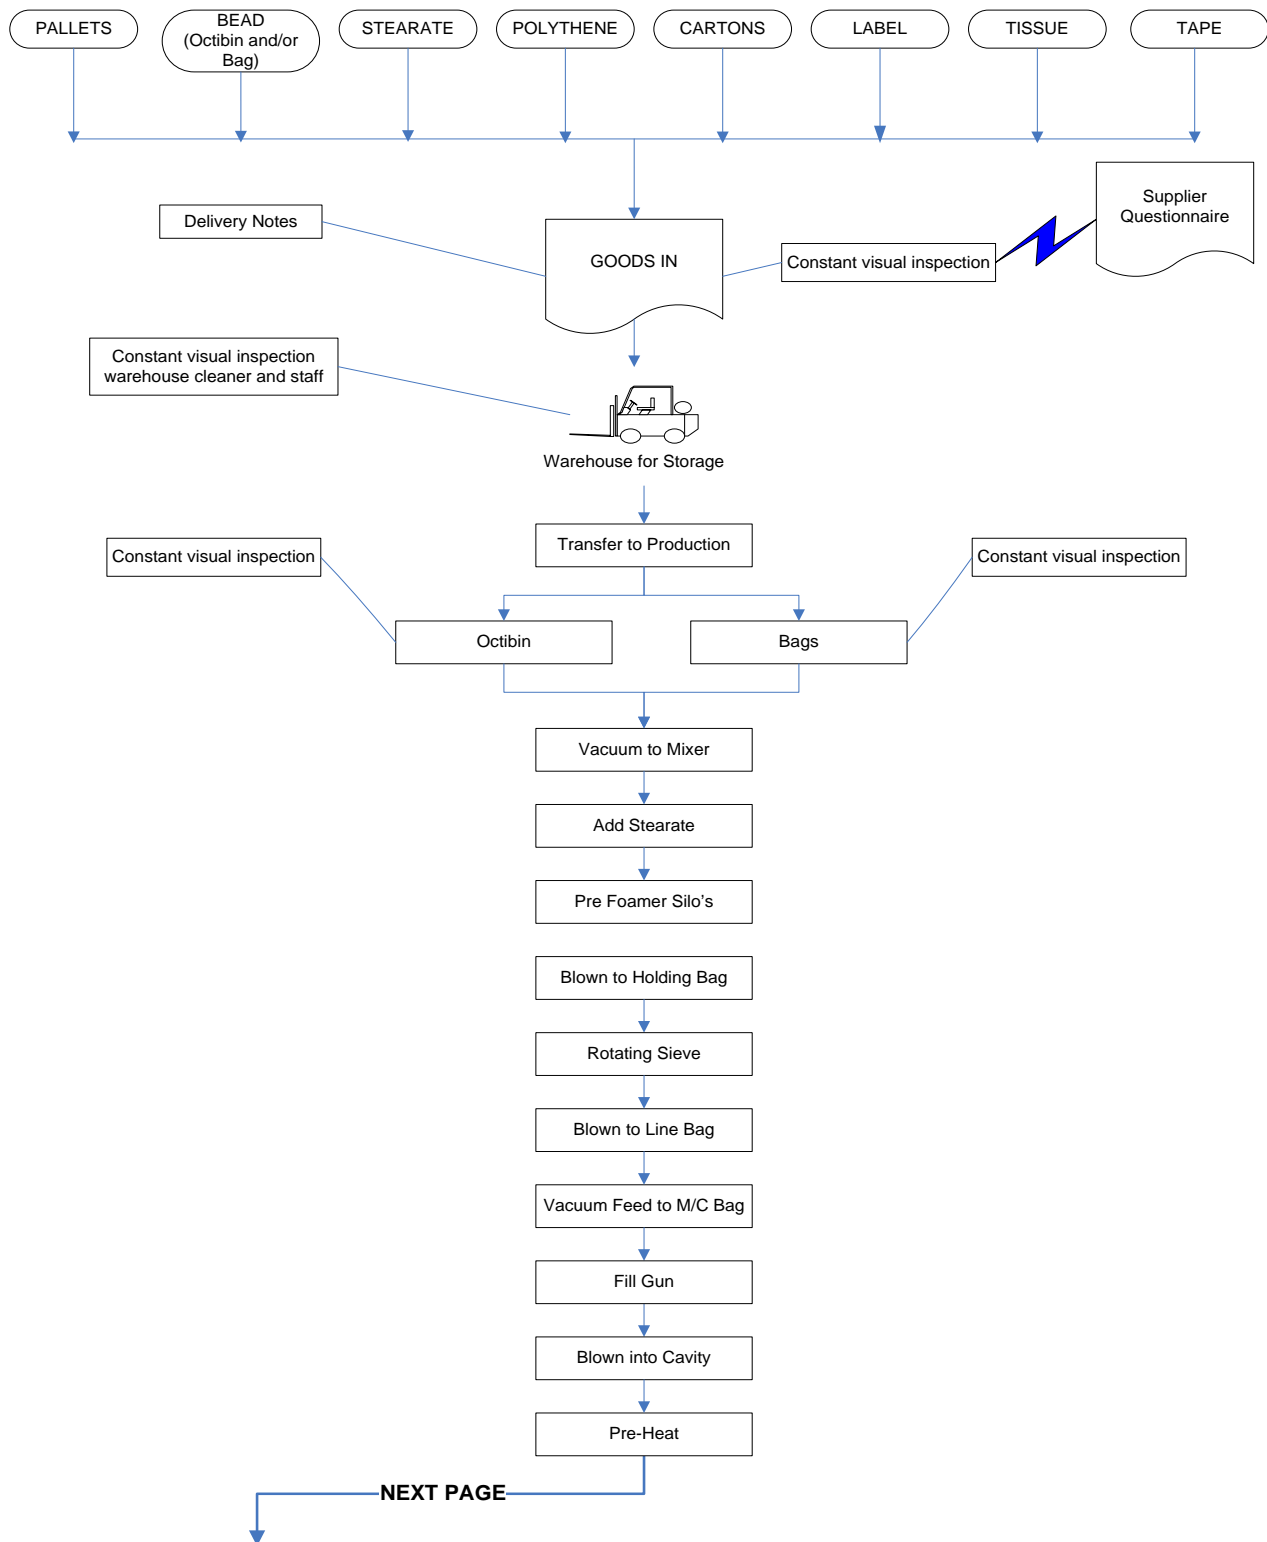 PALLETS
BEAD
(Octibin and/or
Bag)
STEARATE
POLYTHENE
CARTONS
LABEL
TISSUE
TAPE
Supplier
Questionnaire
Delivery Notes
GOODS IN
Constant visual inspection
Constant visual inspection
warehouse cleaner and staff
Warehouse for Storage
Transfer to Production
Constant visual inspection
Constant visual inspection
Octibin
Bags
Vacuum to Mixer
Add Stearate
Pre Foamer Silo's
Blown to Holding Bag
Rotating Sieve
Blown to Line Bag
Vacuum Feed to M/C Bag
Fill Gun
Blown into Cavity
Pre-Heat
NEXT PAGE